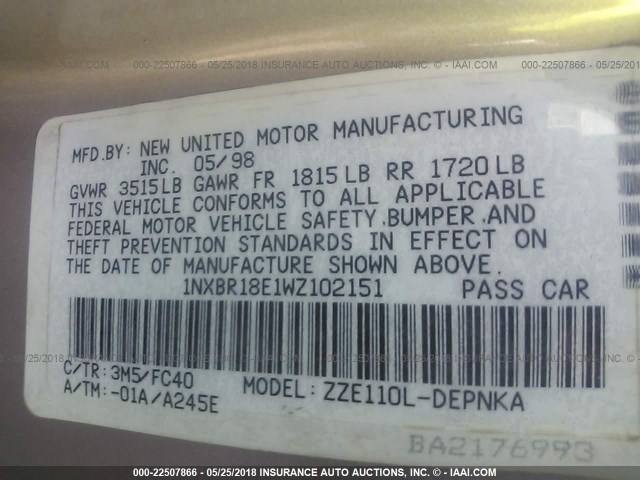 000-22507866 - 05/25/2018 INSURANCE AUTO AUCTIONS, INC. © - IAAI.COM
MFD.BY: NEW UNITED MOTOR MANUFACTURING
INC. 05/98
GVWR 3515LB GAWR FR 1815LB RR 1720LB
THIS VEHICLE CONFORMS TO ALL APPLICABLE
FEDERAL MOTOR VEHICLE SAFETY,BUMPER,AND
THEFT PREVENTION STANDARDS IN EFFECT ON
THE DATE OF MANUFACTURE SHOWN ABOVE.
1NXBR18E1WZ102151 PASS CAR
C/TR: 3M5/FC40
A/TM:-01A/A245E MODEL: ZZE110L-DEPNKA
BA2176993
000-22507866 - 05/25/2018 INSURANCE AUTO AUCTIONS, INC. © - IAAI.COM